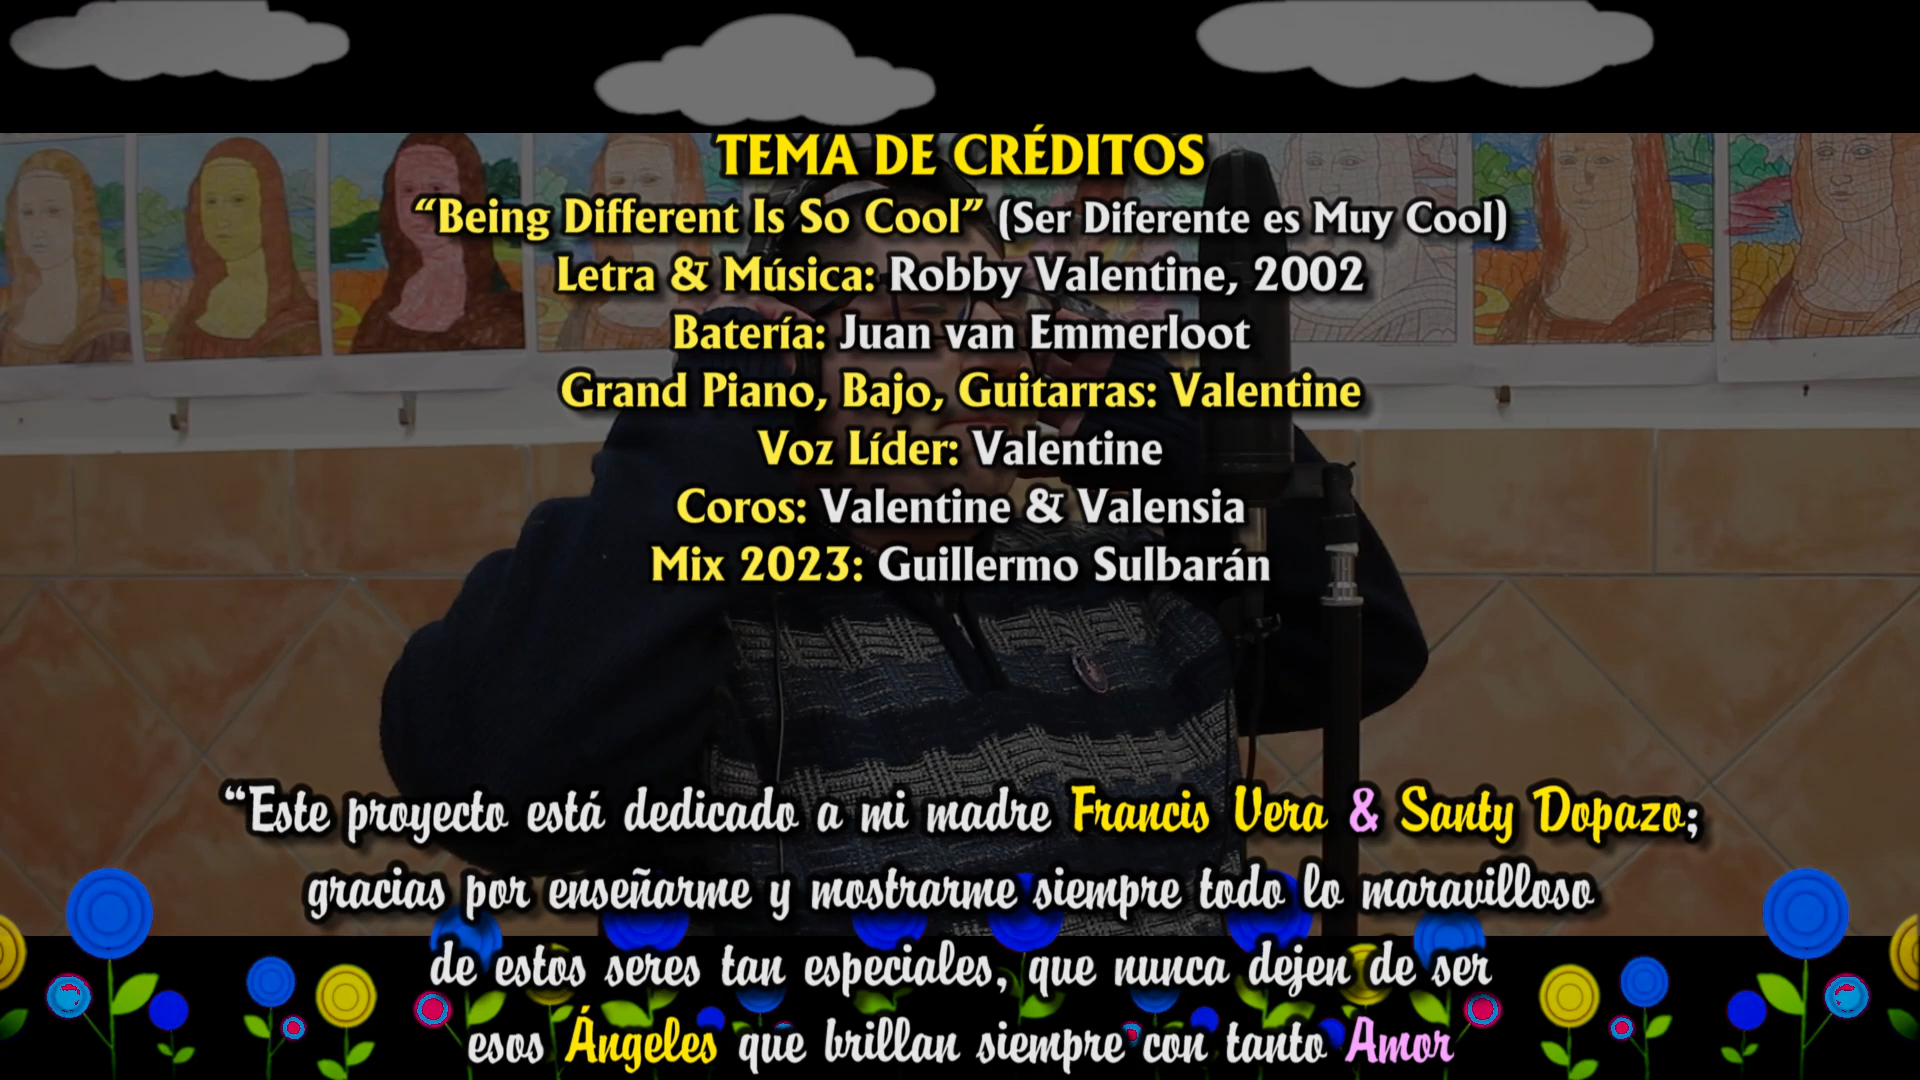 TEMA DE CRÉDITOS
“Being Different Is So Cool” (Ser Diferente es Muy Cool)
Letra & Música: Robby Valentine, 2002
Batería: Juan van Emmerloot
Grand Piano, Bajo, Guitarras: Valentine
Voz Líder: Valentine
Coros: Valentine & Valensia
Mix 2023: Guillermo Sulbarán
“Este proyecto está dedicado a mi madre Francis Vera & Santy Dopazo;
gracias por enseñarme y mostrarme siempre todo lo maravilloso
de estos seres tan especiales, que nunca dejen de ser
esos Ángeles que brillan siempre con tanto Amor